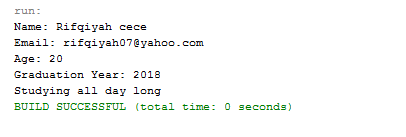 run:
Name: Rifqiyah cece
Email: rifqiyah07@yahoo.com
Age: 20
Graduation Year: 2018
Studying all day long
BUILD SUCCESSFUL (total time: 0 seconds)